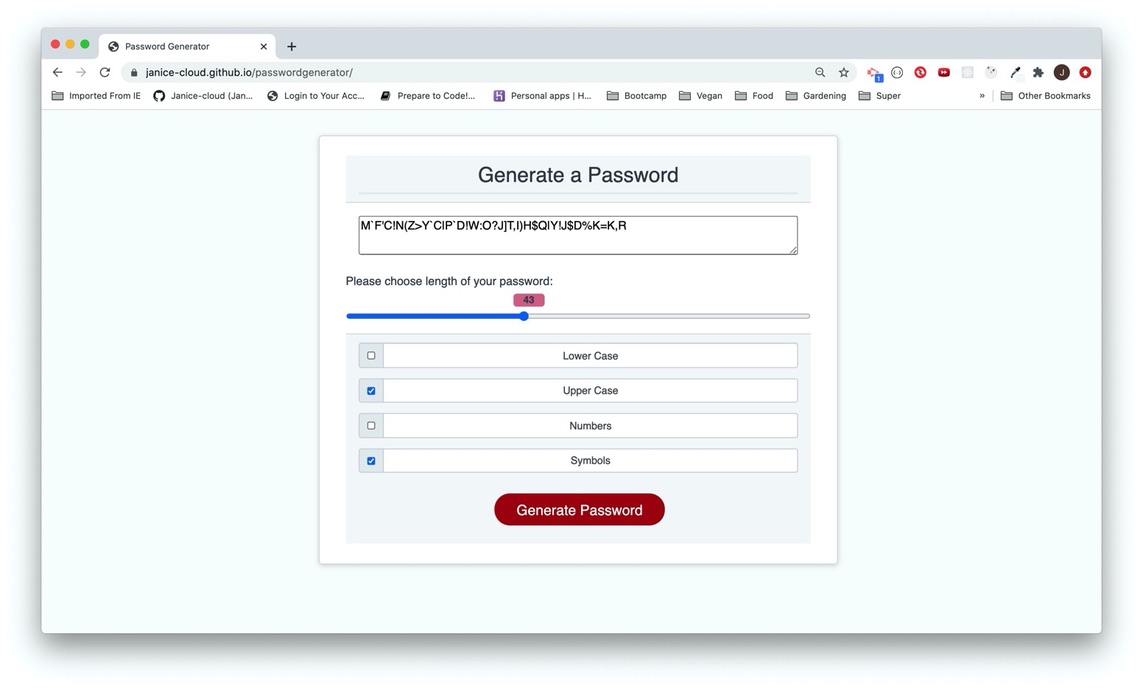 Password Generator
janice-cloud.github.io/passwordgenerator/
1
J
Imported From IE
Janice-cloud (Jan...
Login to Your Acc...
Prepare to Code!...
Personal apps | H...
Bootcamp
Vegan
Food
Gardening
Super
»
Other Bookmarks
Generate a Password
M`F'C!N(Z>Y`C|P`D!W:O?J]T,I)H$Q|Y!J$D%K=K,R
Please choose length of your password:
43
Lower Case
Upper Case
Numbers
Symbols
Generate Password